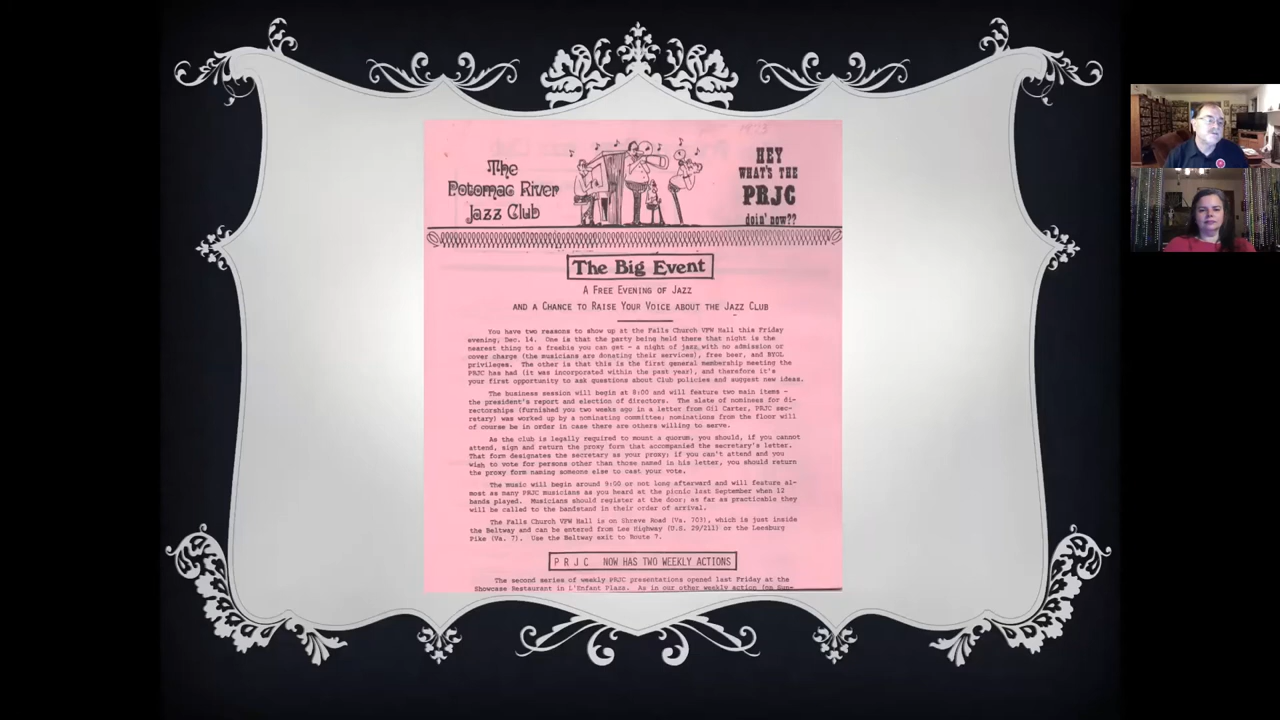 The
Potomac River
Jazz Club
HEY
WHAT'S THE
PRJC
doin' now??
The Big Event
A FREE EVENING OF JAZZ
AND A CHANCE TO RAISE YOUR VOICE ABOUT THE JAZZ CLUB
You have two reasons to show up at the Falls Church VFW Hall this Friday
evening, Dec. 14. One is that the party being held there that night is the
nearest thing to a freebie you can get - a night of jazz with no admission or
cover charge (the musicians are donating their services), free beer, and BYOL
privileges. The other is that this is the first general membership meeting the
PRJC has had (it was incorporated within the past year), and therefore it's
your first opportunity to ask questions about Club policies and suggest new ideas.
The business session will begin at 8:00 and will feature two main items -
the president's report and election of directors. The slate of nominees for di-
rectorships (furnished you two weeks ago in a letter from Gil Carter, PRJC sec-
retary) was worked up by a nominating committee; nominations from the floor will
of course be in order in case there are others willing to serve.
As the club is legally required to mount a quorum, you should, if you cannot
attend, sign and return the proxy form that accompanied the secretary's letter.
That form designates the secretary as your proxy; if you can't attend and you
wish to vote for persons other than those named in his letter, you should return
the proxy form naming someone else to cast your vote.
The music will begin around 9:00 or not long afterward and will feature al-
most as many PRJC musicians as you heard at the picnic last September when 12
bands played. Musicians should register at the door; as far as practicable they
will be called to the bandstand in their order of arrival.
The Falls Church VFW Hall is on Shreve Road (Va. 703), which is just inside
the Beltway and can be entered from Lee Highway (U.S. 29/211) or the Leesburg
Pike (Va. 7). Use the Beltway exit to Route 7.
PRJC NOW HAS TWO WEEKLY ACTIONS
The second series of weekly PRJC presentations opened last Friday at the
Showcase Restaurant in L'Enfant Plaza. As in our other weekly action (on Sun-